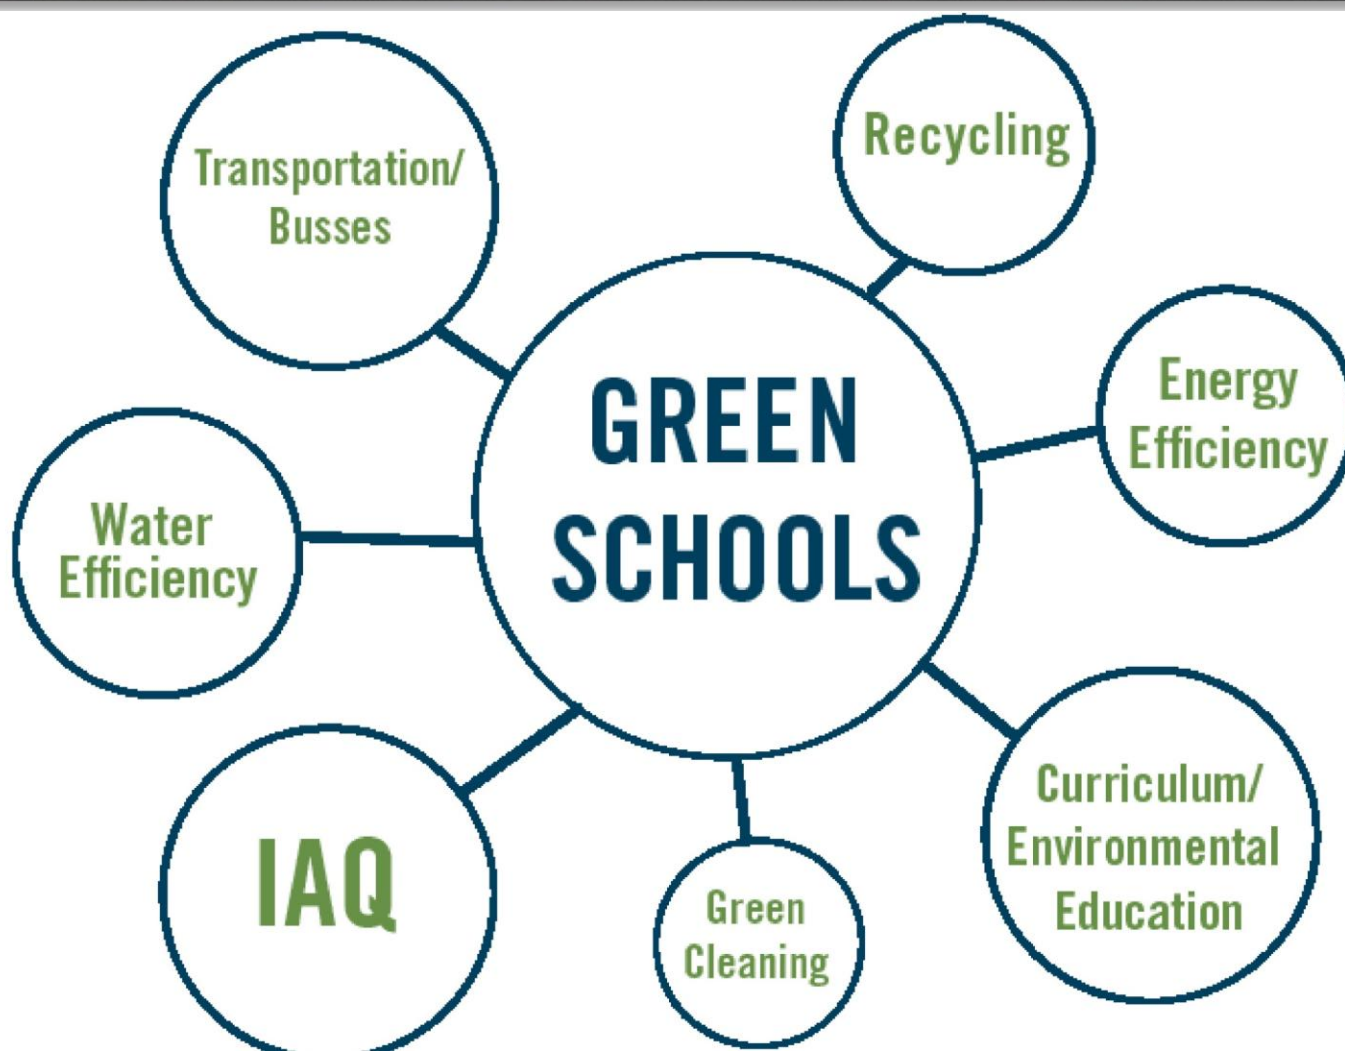 Transportation/
Busses
Recycling
GREEN
SCHOOLS
Energy
Efficiency
Water
Efficiency
IAQ
Green
Cleaning
Curriculum/
Environmental
Education